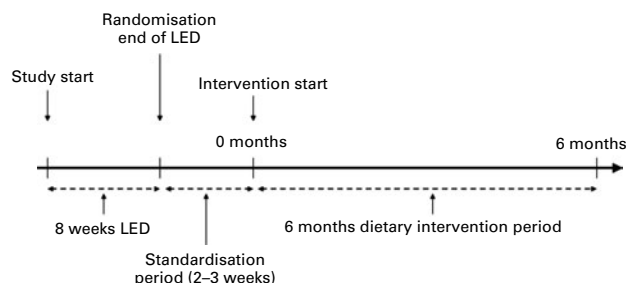 Randomisation
end of LED
Study start
Intervention start
0 months
6 months
8 weeks LED
6 months dietary intervention period
Standardisation
period (2–3 weeks)